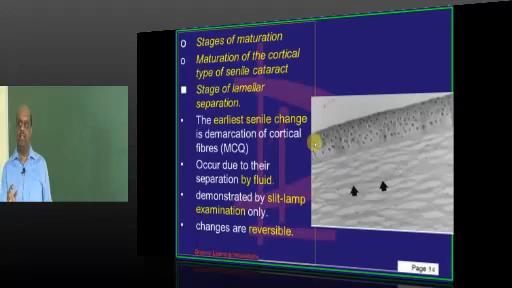 Stages of maturation
Maturation of the cortical
type of senile cataract
Stage of lamellar
separation.
The earliest senile change
is demarcation of cortical
fibres (MCQ)
Occur due to their
separation by fluid.
demonstrated by slit-lamp
examination only.
changes are reversible.
Page 14